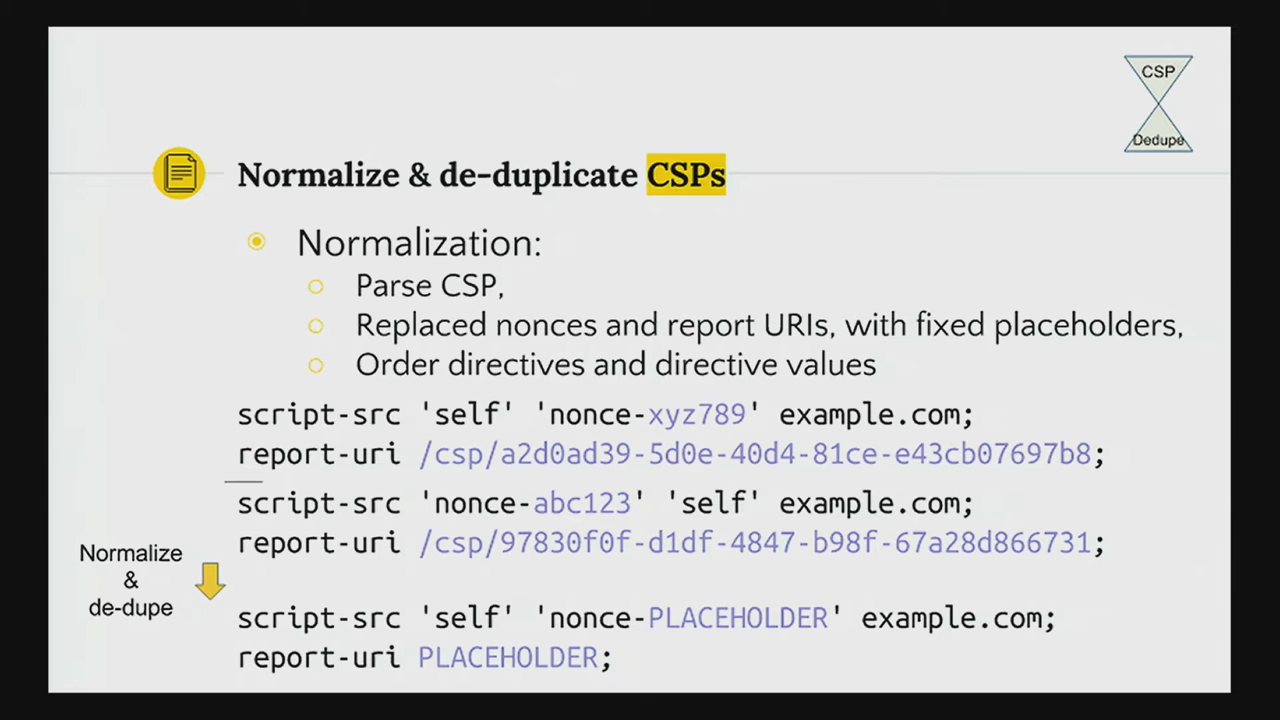 CSP
Dedupe
Normalize & de-duplicate CSPs
Normalization:
Parse CSP,
Replaced nonces and report URIs, with fixed placeholders,
Order directives and directive values
script-src 'self' 'nonce-xyz789' example.com;
report-uri /csp/a2d0ad39-5d0e-40d4-81ce-e43cb07697b8;
script-src 'nonce-abc123' 'self' example.com;
report-uri /csp/97830f0f-d1df-4847-b98f-67a28d866731;
Normalize
&
de-dupe
script-src 'self' 'nonce-PLACEHOLDER' example.com;
report-uri PLACEHOLDER;